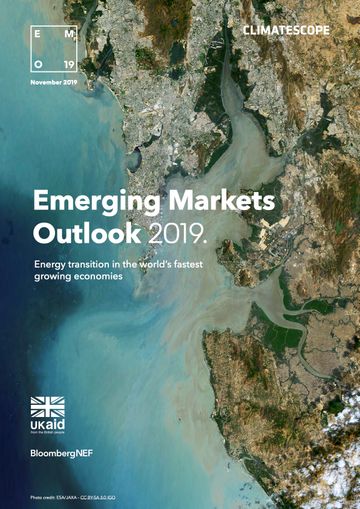 E M
O 19
CLIMATESCOPE
November 2019
Emerging Markets
Outlook 2019.
Energy transition in the world's fastest
growing economies
ukaid
from the British people
BloombergNEF
Photo credit: ESA/JAXA - CC BY-SA 3.0 IGO